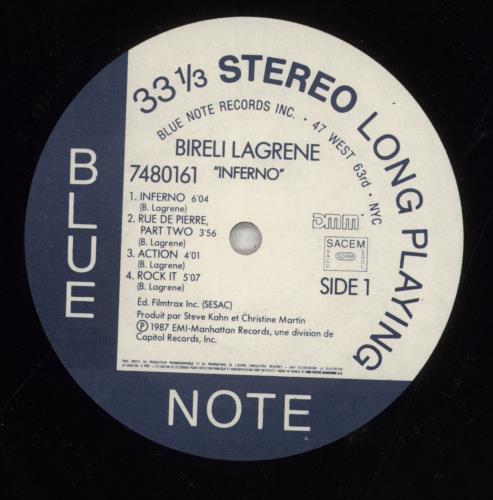 33 1/3 STEREO LONG PLAYING
BLUE NOTE RECORDS INC. • 47 WEST 63rd • NYC
BIRELI LAGRENE
7480161 "INFERNO"
1. INFERNO 6'04
(B. Lagrene)
2. RUE DE PIERRE,
PART TWO 3'56
(B. Lagrene)
3. ACTION 4'01
(B. Lagrene)
4. ROCK IT 5'07
(B. Lagrene)
DMM
SACEM
SDRM
SIDE 1
Éd. Filmtrax Inc. (SESAC)
Produit par Steve Kahn et Christine Martin
Ⓟ 1987 EMI-Manhattan Records, une division de
Capitol Records, Inc.
BLUE
NOTE